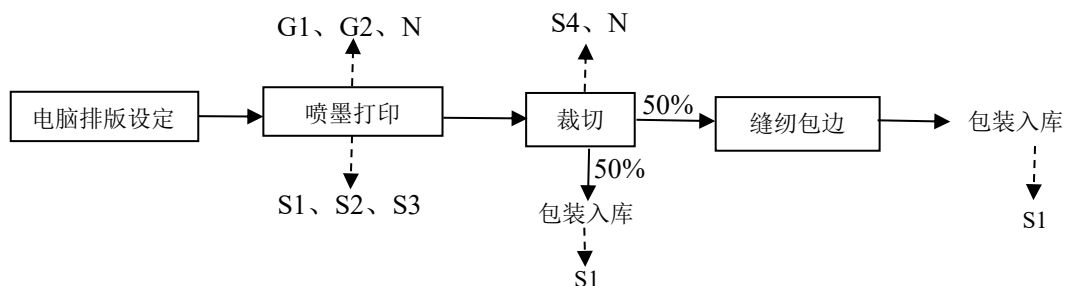 G1、G2、N
S4、N
电脑排版设定
喷墨打印
裁切
50%
缝纫包边
包装入库
50%
S1、S2、S3
包装入库
S1
S1